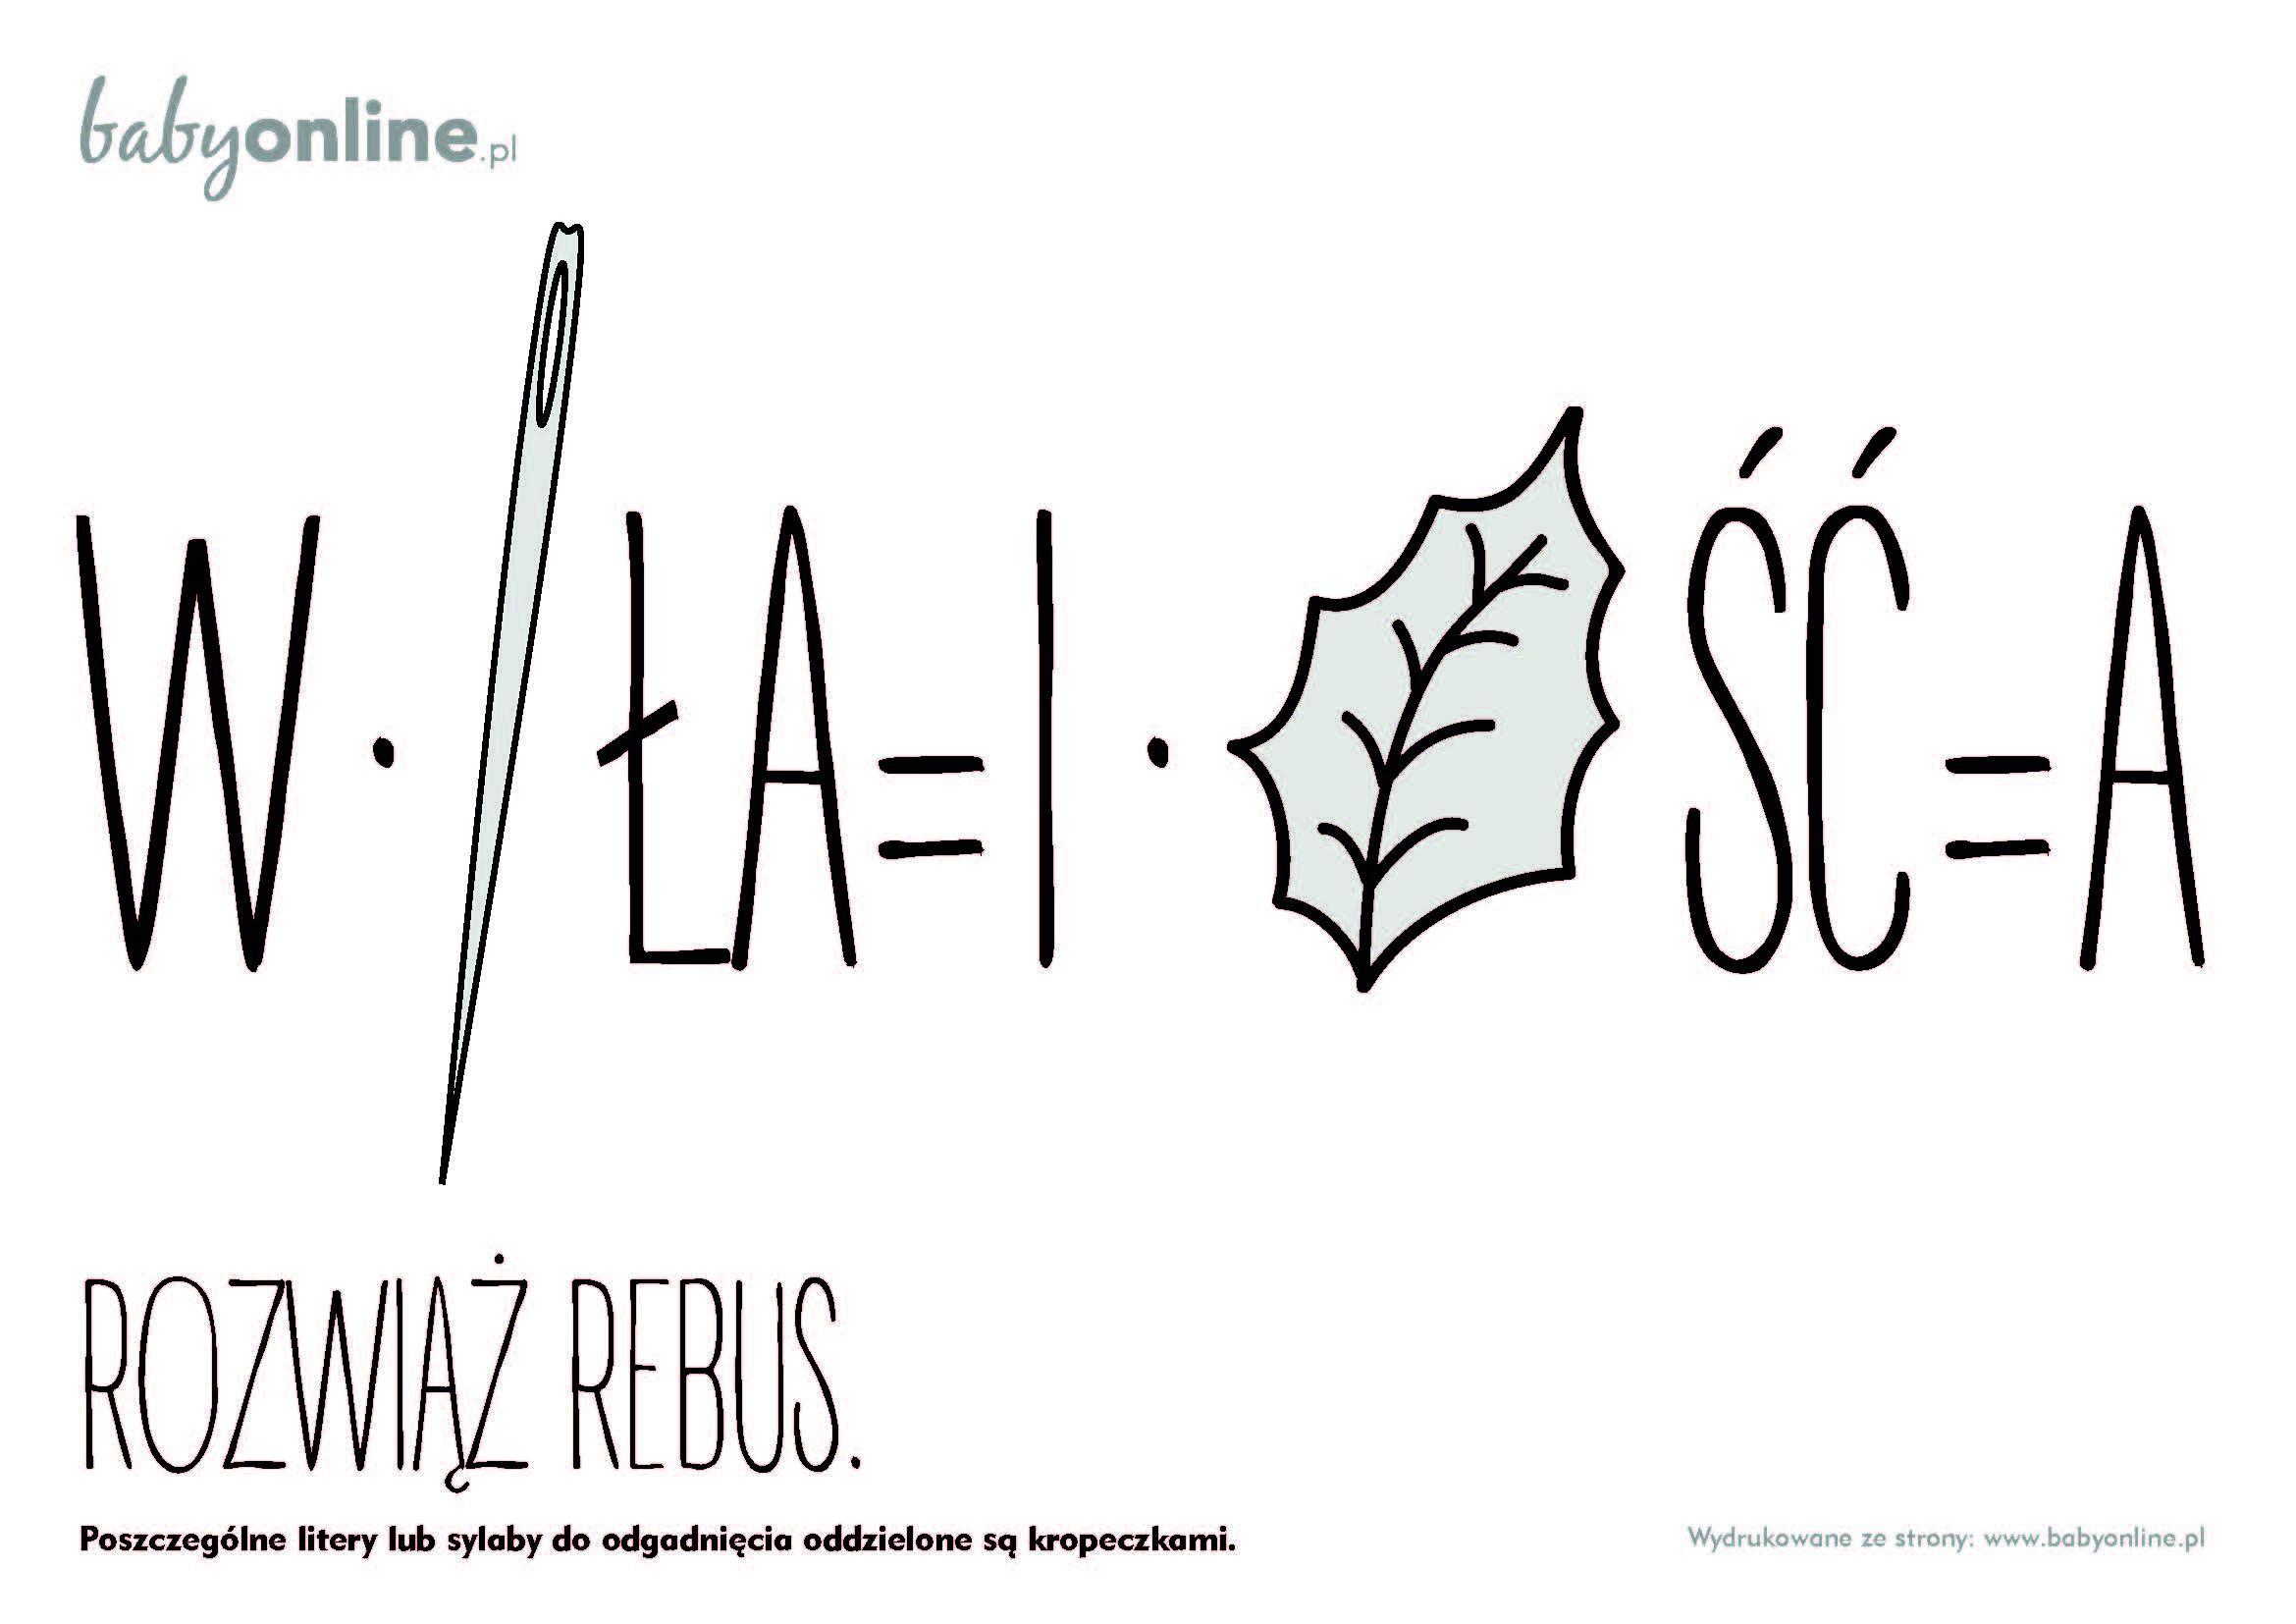 babyonline.pl
W · ŁA = I · ŚĆ = A
ROZWIĄŻ REBUS.
Poszczególne litery lub sylaby do odgadnięcia oddzielone są kropeczkami.
Wydrukowane ze strony: www.babyonline.pl